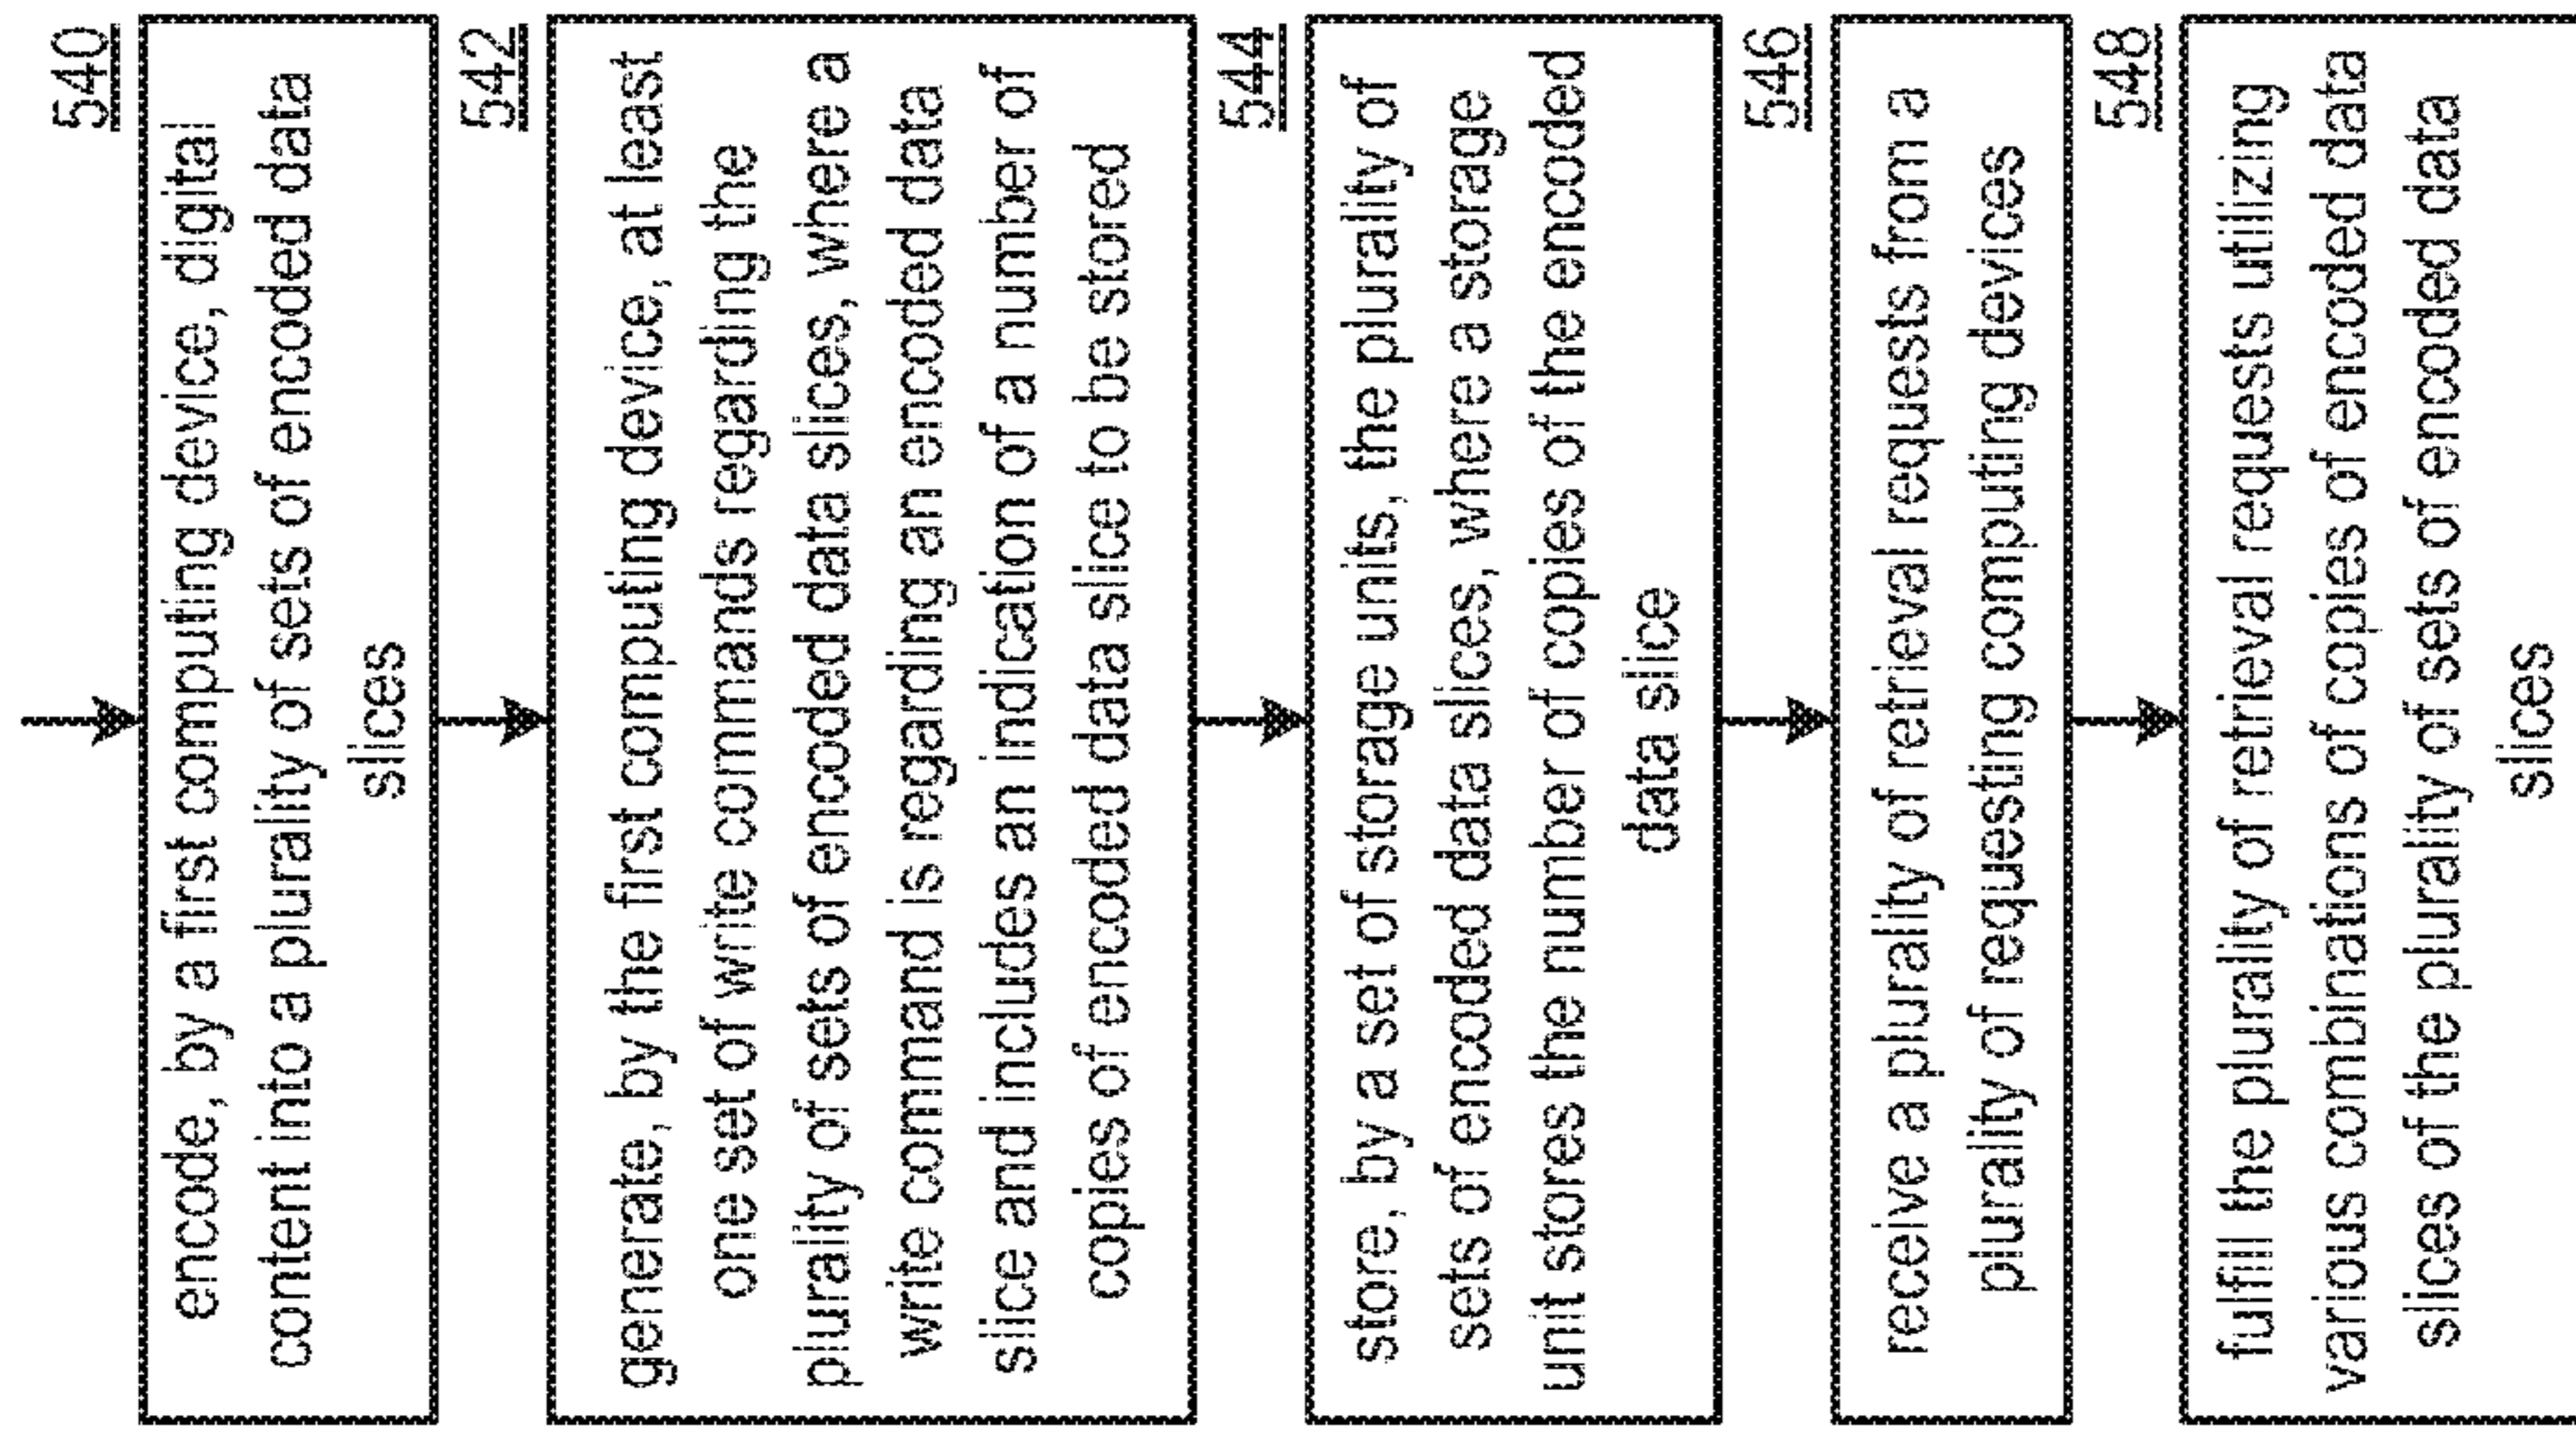 540
encode, by a first computing device, digital
content into a plurality of sets of encoded data
slices
542
generate, by the first computing device, at least
one set of write commands regarding the
plurality of sets of encoded data slices, where a
write command is regarding an encoded data
slice and includes an indication of a number of
copies of encoded data slice to be stored
544
store, by a set of storage units, the plurality of
sets of encoded data slices, where a storage
unit stores the number of copies of the encoded
data slice
546
receive a plurality of retrieval requests from a
plurality of requesting computing devices
548
fulfill the plurality of retrieval requests utilizing
various combinations of copies of encoded data
slices of the plurality of sets of encoded data
slices